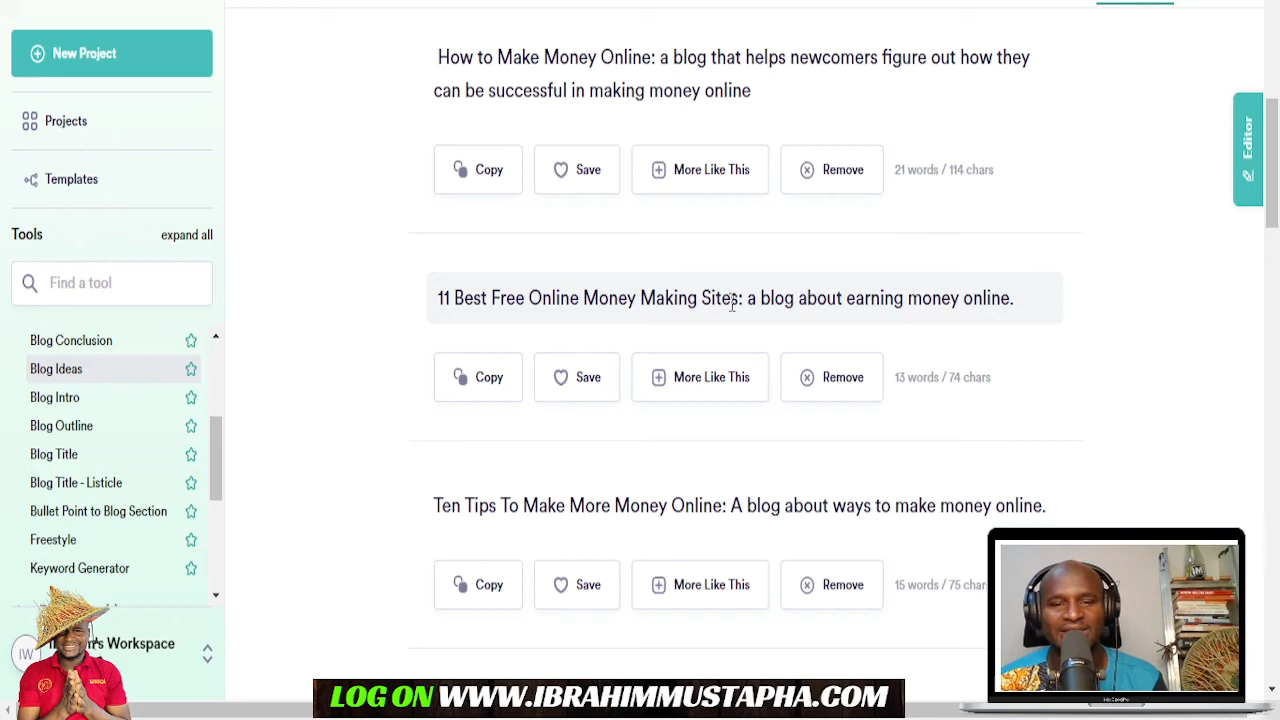 New Project
Projects
Templates
Tools
expand all
Find a tool
Blog Conclusion
Blog Ideas
Blog Intro
Blog Outline
Blog Title
Blog Title - Listicle
Bullet Point to Blog Section
Freestyle
Keyword Generator
IW
Workspace
How to Make Money Online: a blog that helps newcomers figure out how they
can be successful in making money online
Copy
Save
More Like This
Remove
21 words / 114 chars
11 Best Free Online Money Making Sites: a blog about earning money online.
Copy
Save
More Like This
Remove
13 words / 74 chars
Ten Tips To Make More Money Online: A blog about ways to make money online.
Copy
Save
More Like This
Remove
15 words / 75 char
Editor
LOG ON WWW.IBRAHIMMUSTAPHA.COM